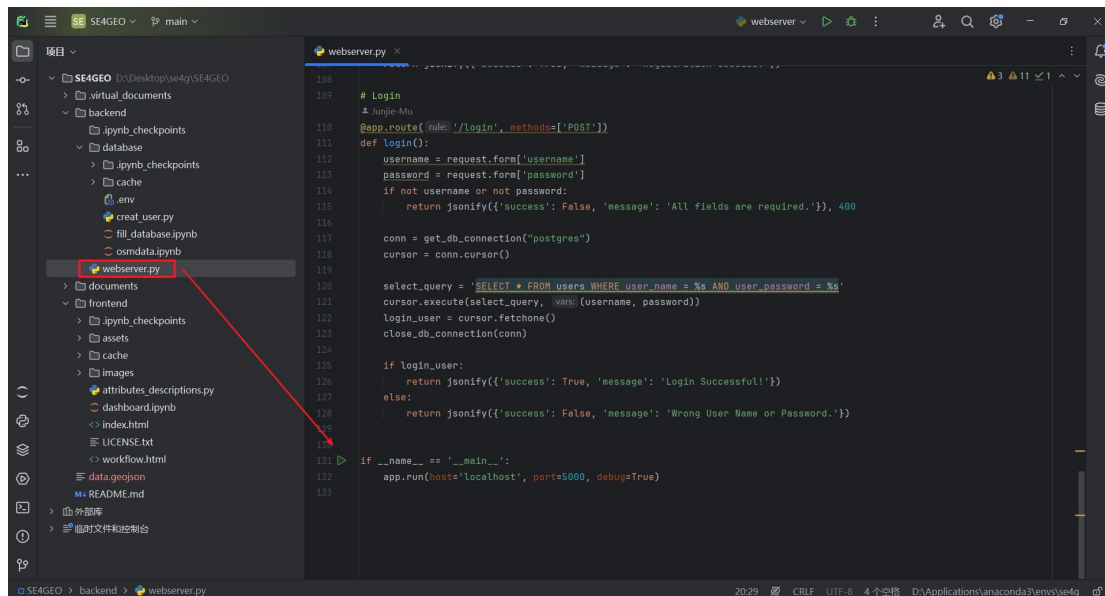 SE SE4GEO main webserver
项目
webserver.py
SE4GEO D:\Desktop\se4g\SE4GEO
.virtual_documents
backend
.ipynb_checkpoints
database
.ipynb_checkpoints
cache
.env
creat_user.py
fill_database.ipynb
osmdata.ipynb
webserver.py
documents
frontend
.ipynb_checkpoints
assets
cache
images
attributes_descriptions.py
dashboard.ipynb
index.html
LICENSE.txt
workflow.html
data.geojson
README.md
外部库
临时文件和控制台
3 11 1
108
109 # Login
Junjie-Mu
110 @app.route( rule: '/login', methods=['POST'])
111 def login():
112 username = request.form['username']
113 password = request.form['password']
114 if not username or not password:
115 return jsonify({'success': False, 'message': 'All fields are required.'}), 400
116
117 conn = get_db_connection("postgres")
118 cursor = conn.cursor()
119
120 select_query = 'SELECT * FROM users WHERE user_name = %s AND user_password = %s'
121 cursor.execute(select_query, vars: (username, password))
122 login_user = cursor.fetchone()
123 close_db_connection(conn)
124
125 if login_user:
126 return jsonify({'success': True, 'message': 'Login Successful!'})
127 else:
128 return jsonify({'success': False, 'message': 'Wrong User Name or Password.'})
129
130
131 if __name__ == '__main__':
132 app.run(host='localhost', port=5000, debug=True)
133
SE4GEO > backend > webserver.py 20:29 CRLF UTF-8 4 个空格 D:\Applications\anaconda3\envs\se4g